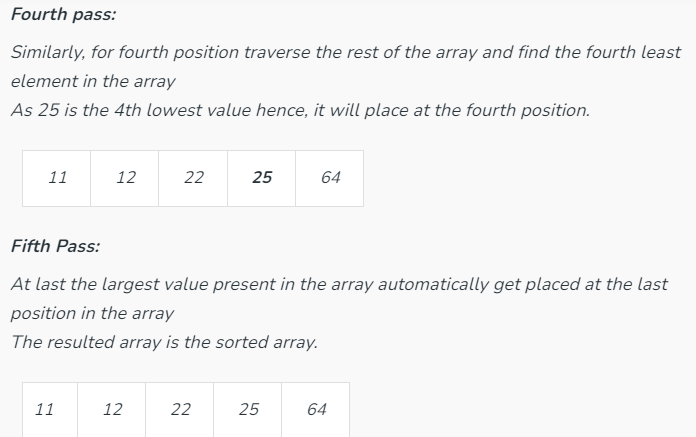 Fourth pass:
Similarly, for fourth position traverse the rest of the array and find the fourth least
element in the array
As 25 is the 4th lowest value hence, it will place at the fourth position.
11 12 22 25 64
Fifth Pass:
At last the largest value present in the array automatically get placed at the last
position in the array
The resulted array is the sorted array.
11 12 22 25 64